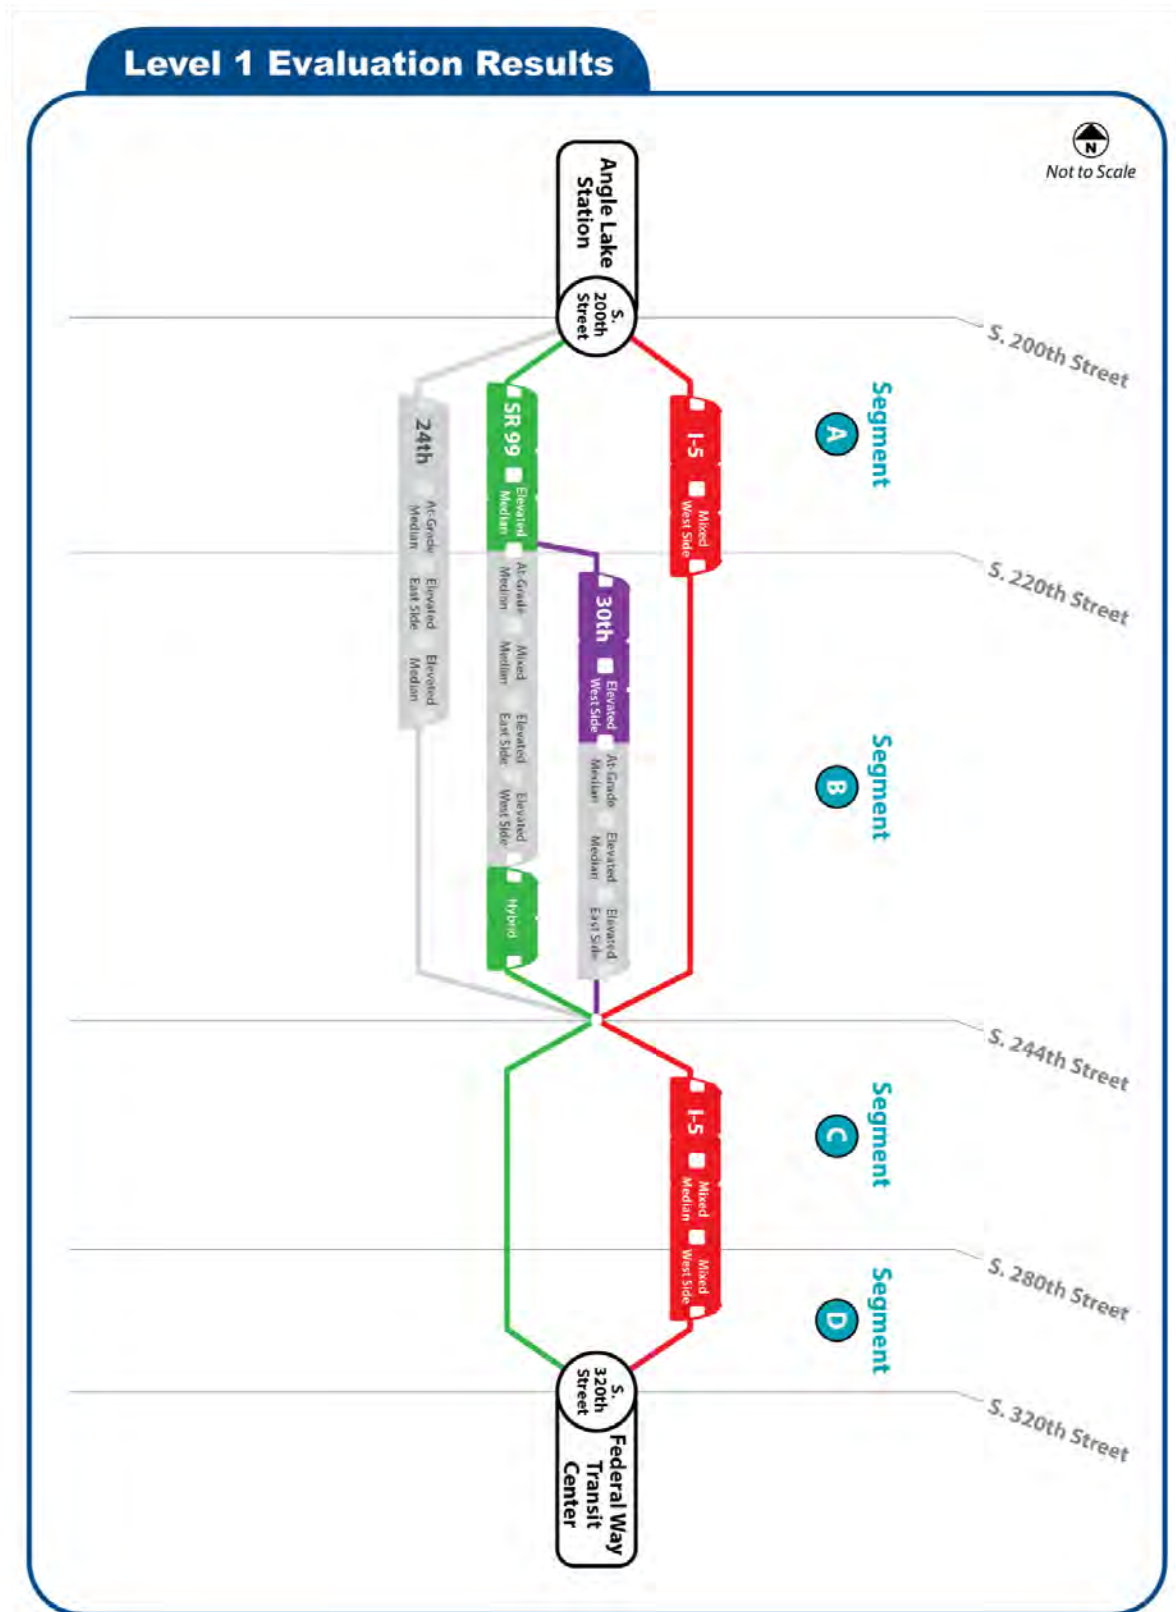 Level 1 Evaluation Results
N
Not to Scale
Angle Lake
Station
S.
200th
Street
S. 200th Street
Segment
A
I-5
Mixed
West Side
SR 99
Elevated
Median
At-Grade
Median
Mixed
Median
Elevated
East Side
Elevated
West Side
Hybrid
24th
At-Grade
Median
Elevated
East Side
Elevated
Median
S. 220th Street
30th
Elevated
West Side
At-Grade
Median
Elevated
Median
Elevated
East Side
Segment
B
S. 244th Street
Segment
C
I-5
Mixed
Median
Mixed
West Side
S. 280th Street
Segment
D
S.
320th
Street
S. 320th Street
Federal Way
Transit
Center